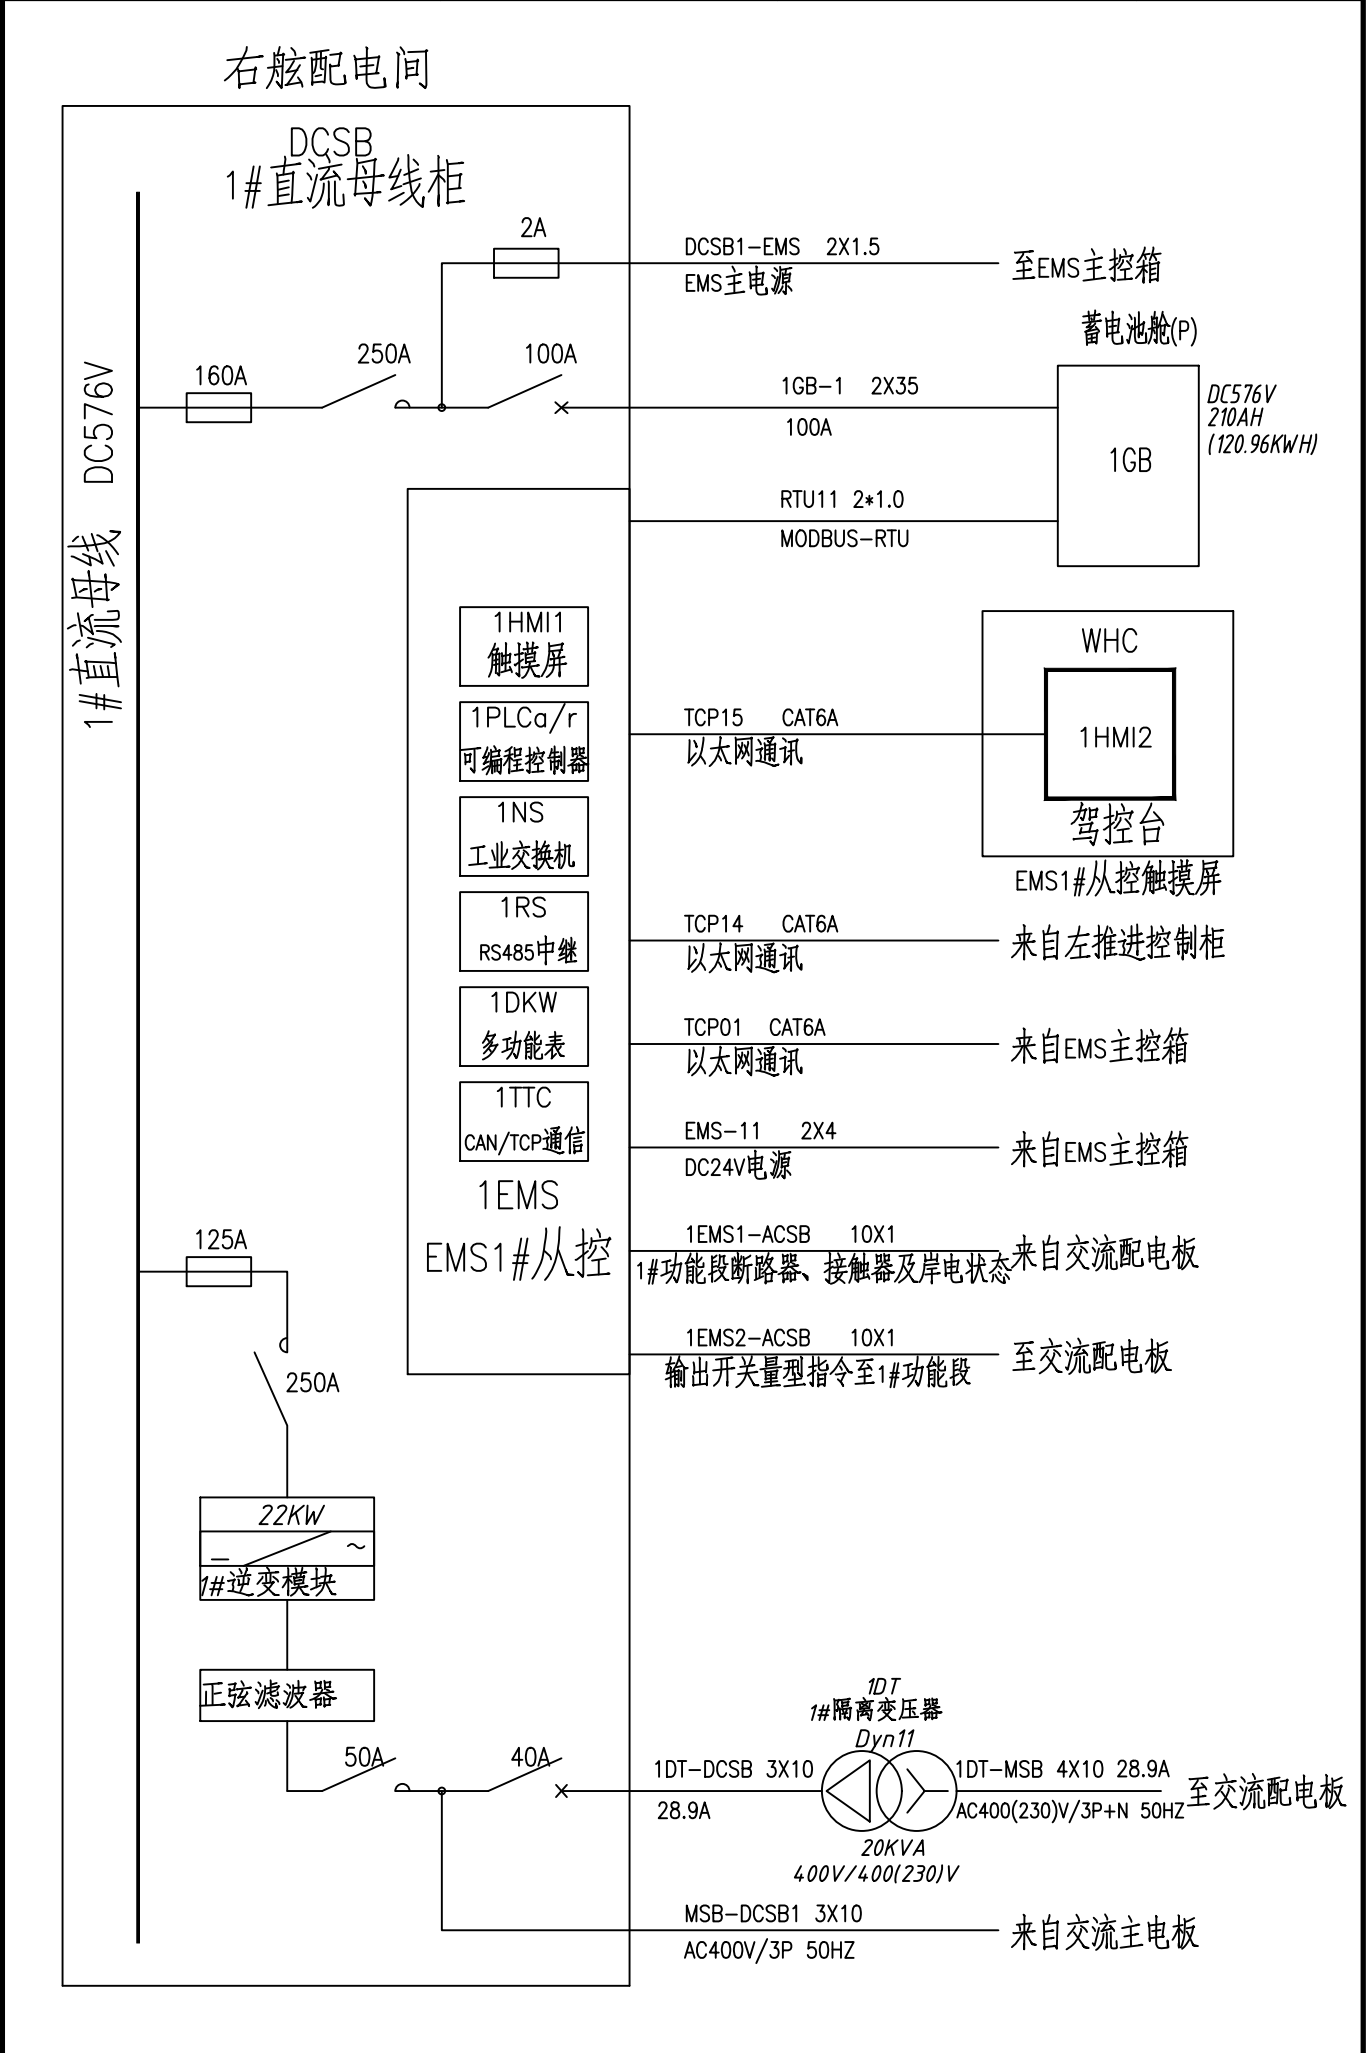 右舷配电间
DCSB
1#直流母线柜
2A
DCSB1-EMS 2X1.5
EMS主电源
至EMS主控箱
蓄电池舱(P)
1#直流母线 DC576V
160A
250A
100A
1GB-1 2X35
100A
1GB
DC576V
210AH
(120.96KWH)
RTU11 2*1.0
MODBUS-RTU
1HMI1
触摸屏
1PLCa/r
可编程控制器
1NS
工业交换机
1RS
RS485中继
1DKW
多功能表
1TTC
CAN/TCP通信
1EMS
EMS1#从控
WHC
1HMI2
驾控台
EMS1#从控触摸屏
TCP15 CAT6A
以太网通讯
TCP14 CAT6A
以太网通讯
来自左推进控制柜
TCP01 CAT6A
以太网通讯
来自EMS主控箱
EMS-11 2X4
DC24V电源
来自EMS主控箱
1EMS1-ACSB 10X1
1#功能段断路器、接触器及岸电状态
来自交流配电板
1EMS2-ACSB 10X1
输出开关量型指令至1#功能段
至交流配电板
125A
250A
22KW
1#逆变模块
正弦滤波器
50A
40A
1DT-DCSB 3X10
28.9A
1DT
1#隔离变压器
Dyn11
20KVA
400V/400(230)V
1DT-MSB 4X10 28.9A
AC400(230)V/3P+N 50HZ
至交流配电板
MSB-DCSB1 3X10
AC400V/3P 50HZ
来自交流主电板